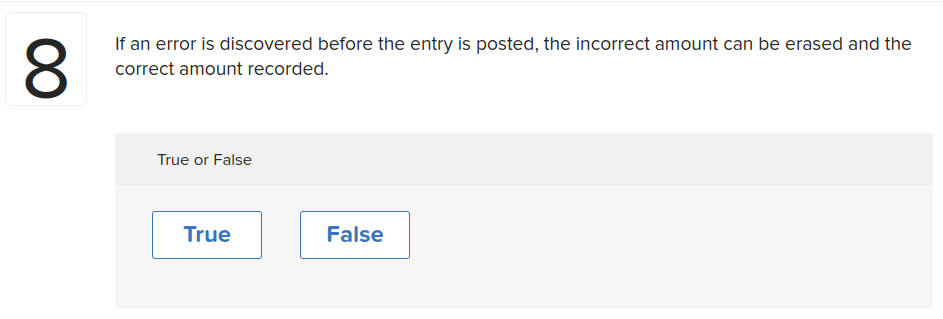 8
If an error is discovered before the entry is posted, the incorrect amount can be erased and the
correct amount recorded.
True or False
True
False